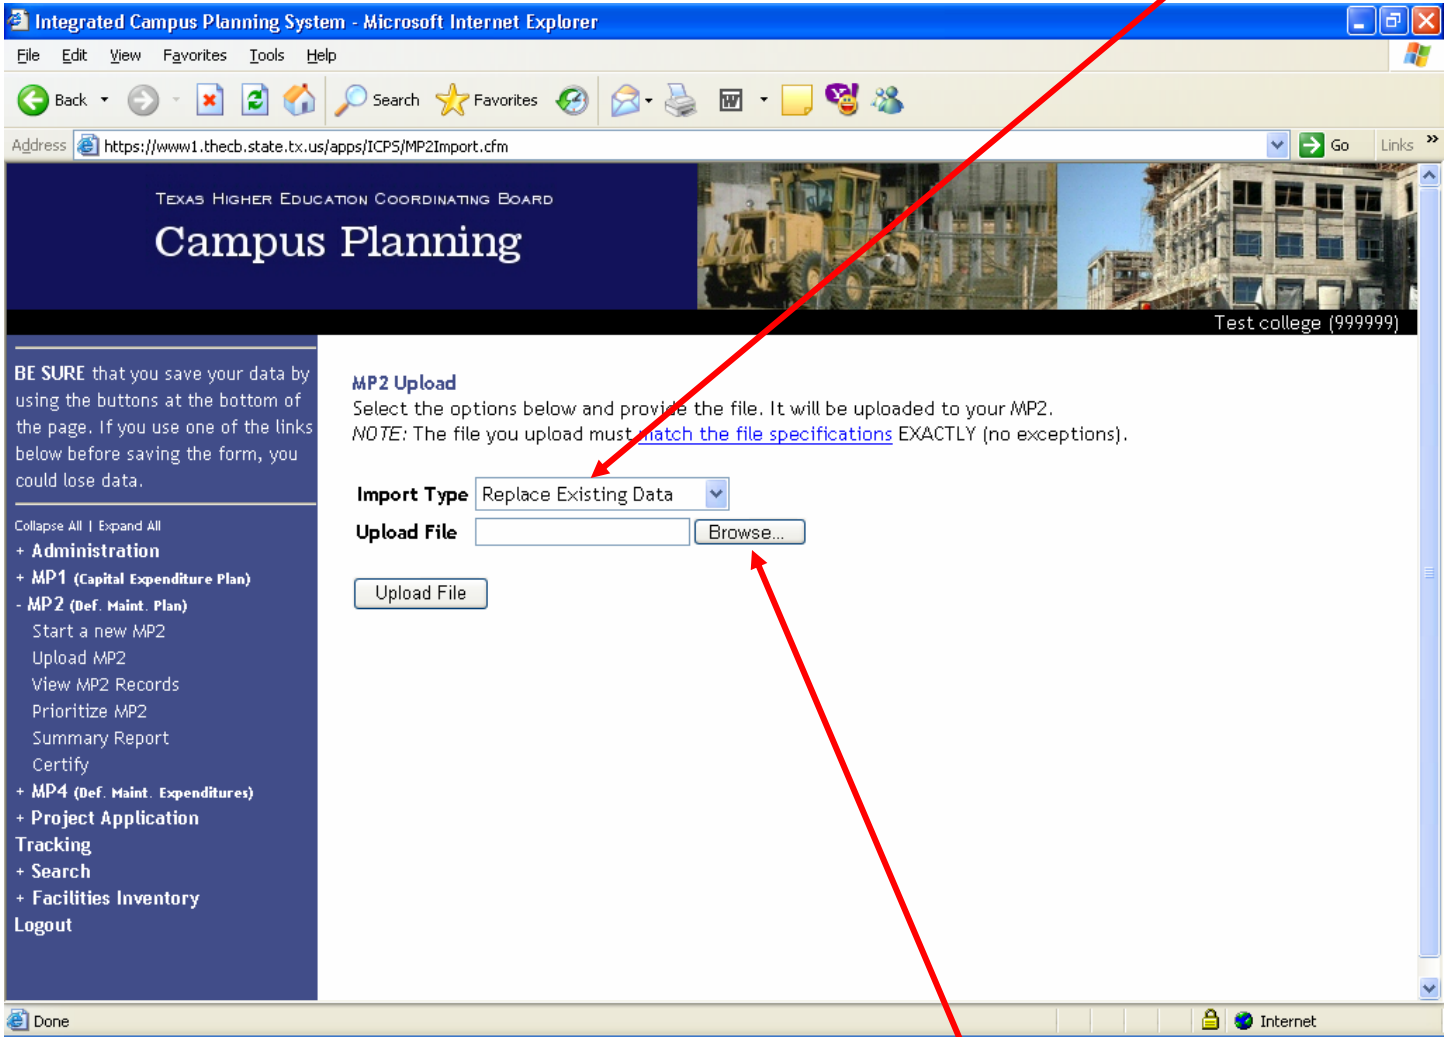 Integrated Campus Planning System - Microsoft Internet Explorer
File Edit View Favorites Tools Help
Back Search Favorites
Address https://www1.thecb.state.tx.us/apps/ICPS/MP2Import.cfm Go Links »
TEXAS HIGHER EDUCATION COORDINATING BOARD
Campus Planning
Test college (999999)
BE SURE that you save your data by
using the buttons at the bottom of
the page. If you use one of the links
below before saving the form, you
could lose data.
Collapse All | Expand All
+ Administration
+ MP1 (Capital Expenditure Plan)
- MP2 (Def. Maint. Plan)
Start a new MP2
Upload MP2
View MP2 Records
Prioritize MP2
Summary Report
Certify
+ MP4 (Def. Maint. Expenditures)
+ Project Application
Tracking
+ Search
+ Facilities Inventory
Logout
MP2 Upload
Select the options below and provide the file. It will be uploaded to your MP2.
NOTE: The file you upload must match the file specifications EXACTLY (no exceptions).
Import Type Replace Existing Data
Upload File Browse...
Upload File
Done Internet